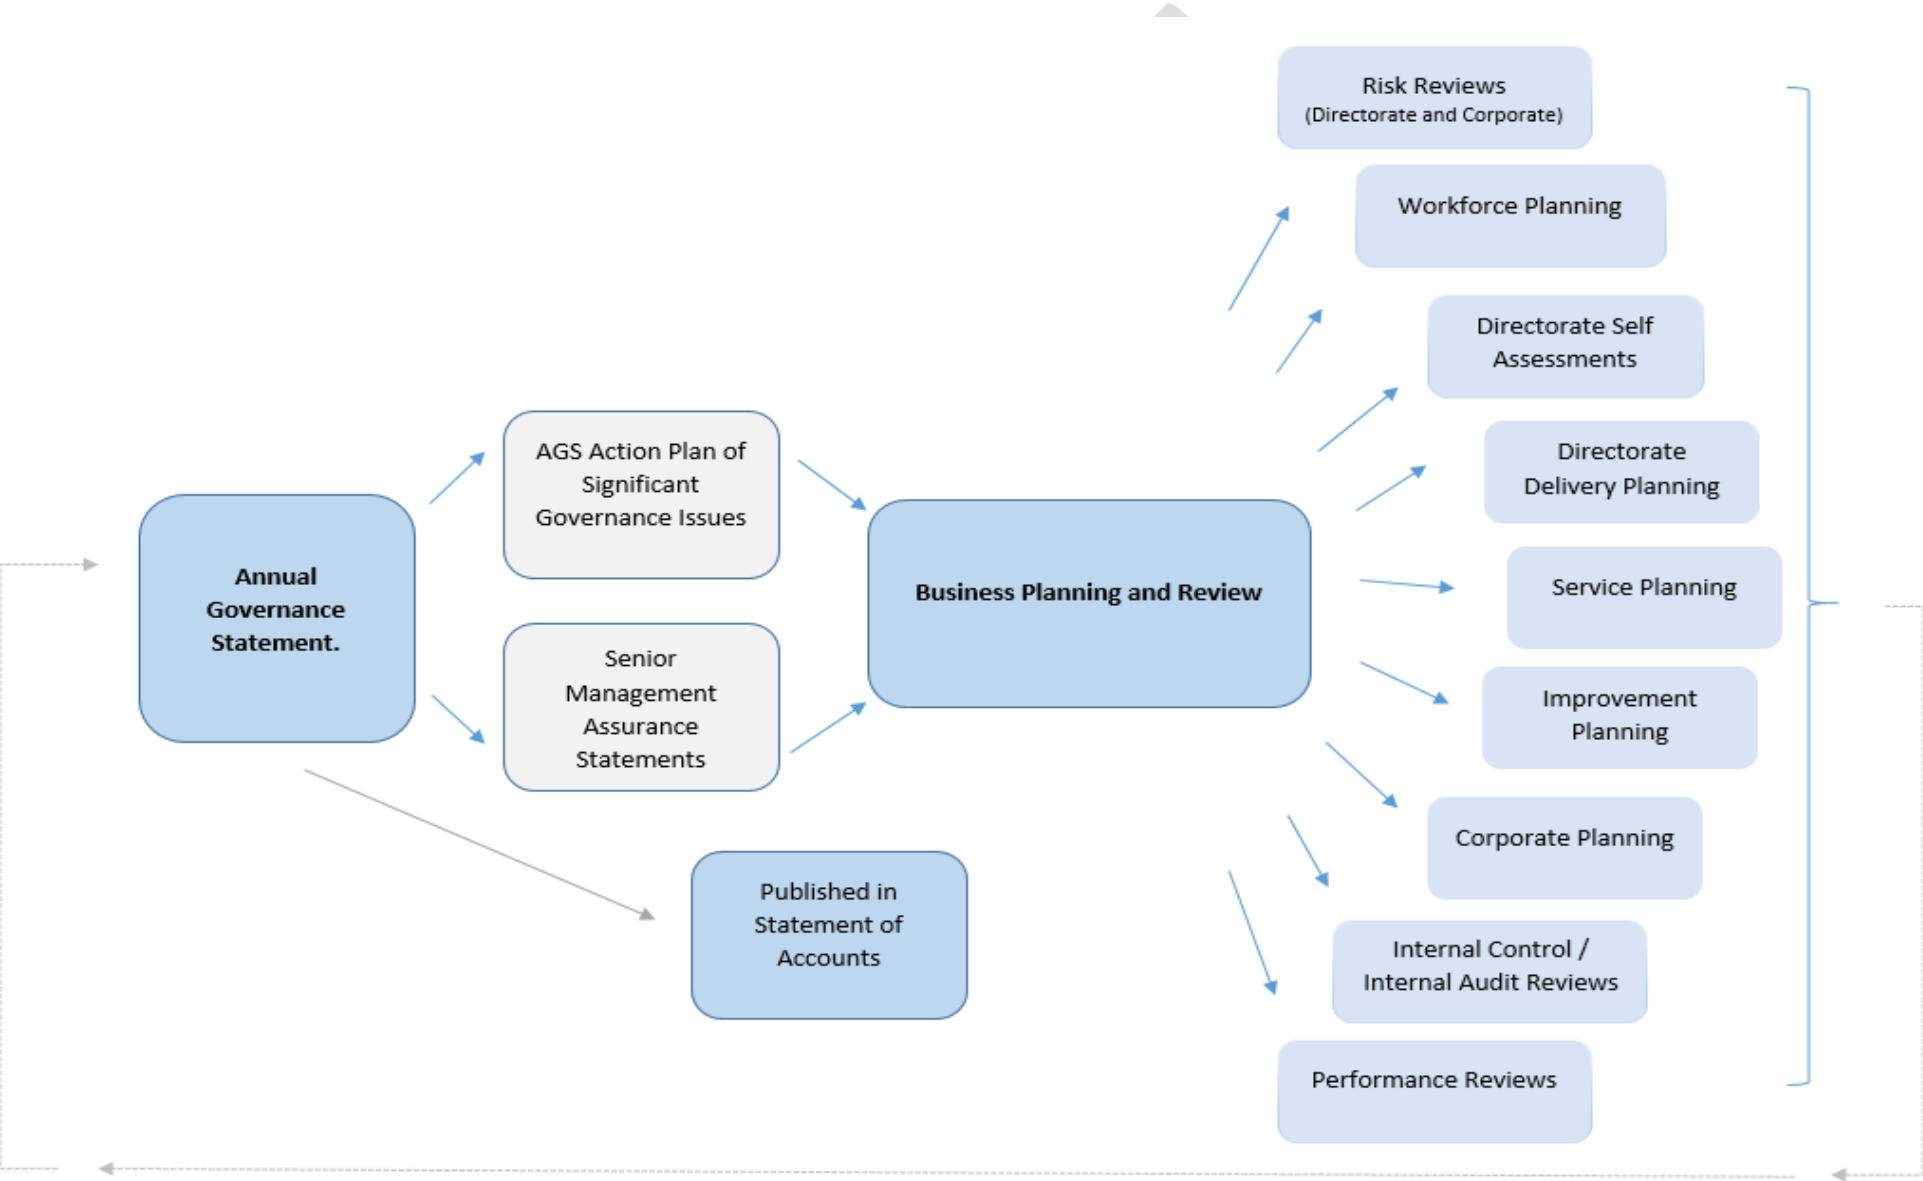 Risk Reviews
(Directorate and Corporate)
Workforce Planning
Directorate Self
Assessments
Directorate
Delivery Planning
Service Planning
Improvement
Planning
Corporate Planning
Internal Control /
Internal Audit Reviews
Performance Reviews
AGS Action Plan of
Significant
Governance Issues
Annual
Governance
Statement.
Business Planning and Review
Senior
Management
Assurance
Statements
Published in
Statement of
Accounts